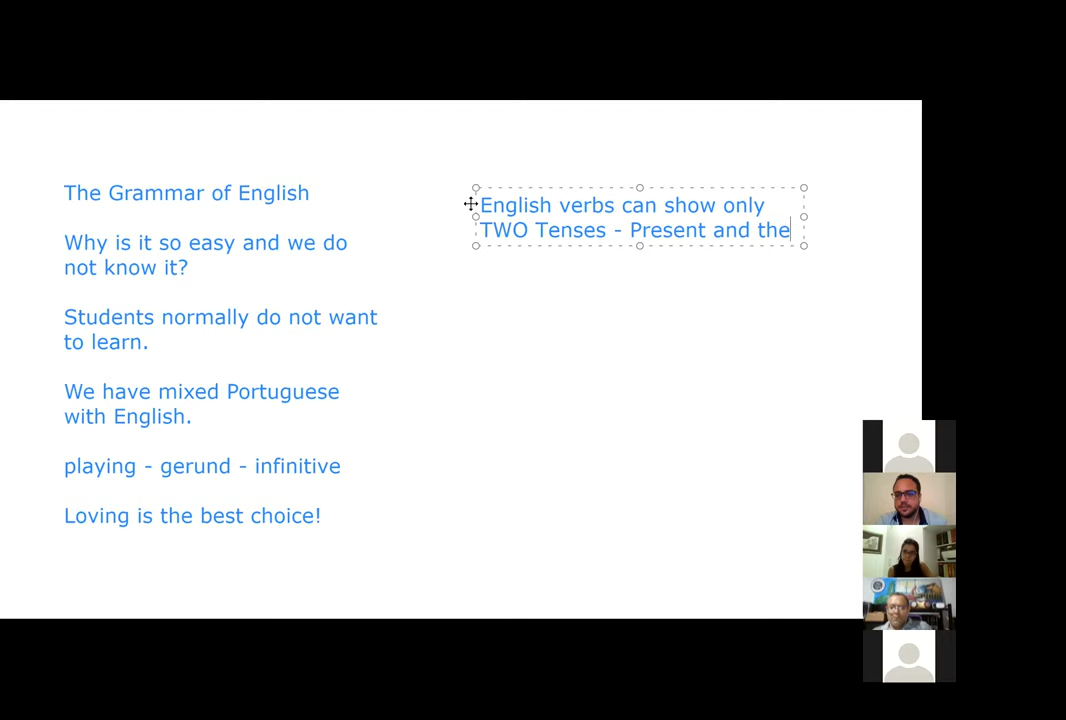 The Grammar of English
Why is it so easy and we do
not know it?
Students normally do not want
to learn.
We have mixed Portuguese
with English.
playing - gerund - infinitive
Loving is the best choice!
English verbs can show only
TWO Tenses - Present and the